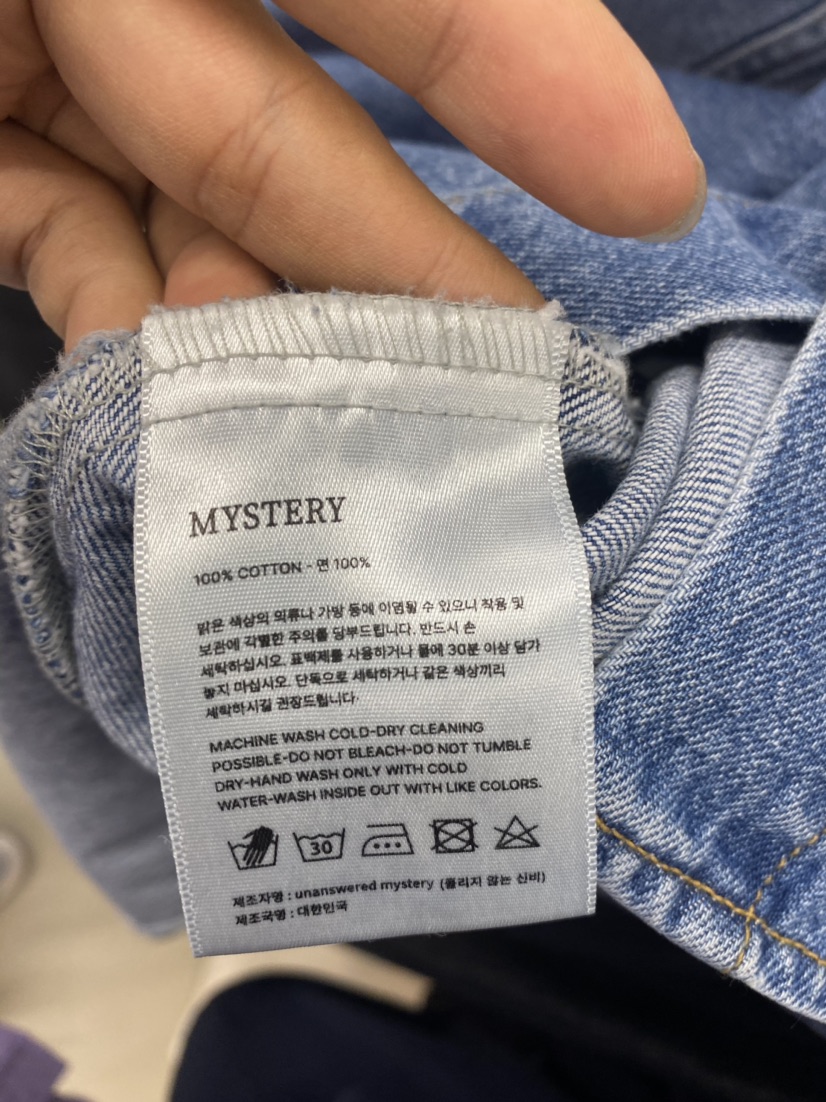 MYSTERY
100% COTTON - 면 100%
밝은 색상의 의류나 가방 등에 이염될 수 있으니 착용 및
보관에 각별한 주의를 당부드립니다. 반드시 손
세탁하십시오. 표백제를 사용하거나 물에 30분 이상 담가
놓지 마십시오. 단독으로 세탁하거나 같은 색상끼리
세탁하시길 권장드립니다.
MACHINE WASH COLD-DRY CLEANING
POSSIBLE-DO NOT BLEACH-DO NOT TUMBLE
DRY-HAND WASH ONLY WITH COLD
WATER-WASH INSIDE OUT WITH LIKE COLORS.
30
제조자명 : unanswered mystery (풀리지 않는 신비)
제조국명 : 대한민국